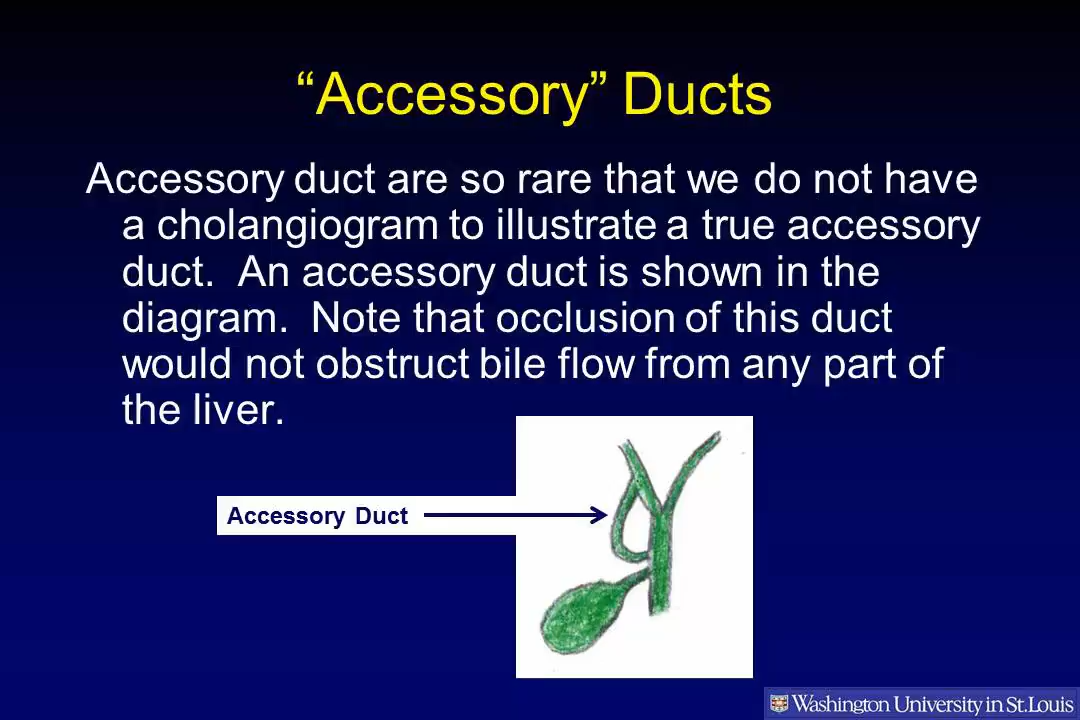 “Accessory” Ducts
Accessory duct are so rare that we do not have
a cholangiogram to illustrate a true accessory
duct.  An accessory duct is shown in the
diagram.  Note that occlusion of this duct
would not obstruct bile flow from any part of
the liver.
Accessory Duct
Washington University in St.Louis